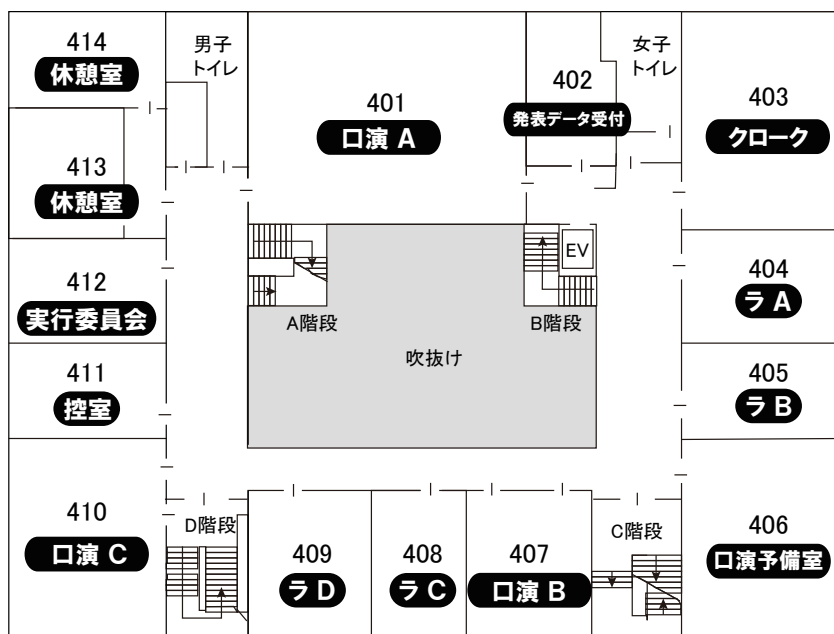 414
休憩室
男子
トイレ
401
口演 A
402
発表データ受付
女子
トイレ
403
クローク
413
休憩室
412
実行委員会
A階段
吹抜け
EV
B階段
404
ラ A
411
控室
405
ラ B
410
口演 C
D階段
409
ラ D
408
ラ C
407
口演 B
C階段
406
口演予備室